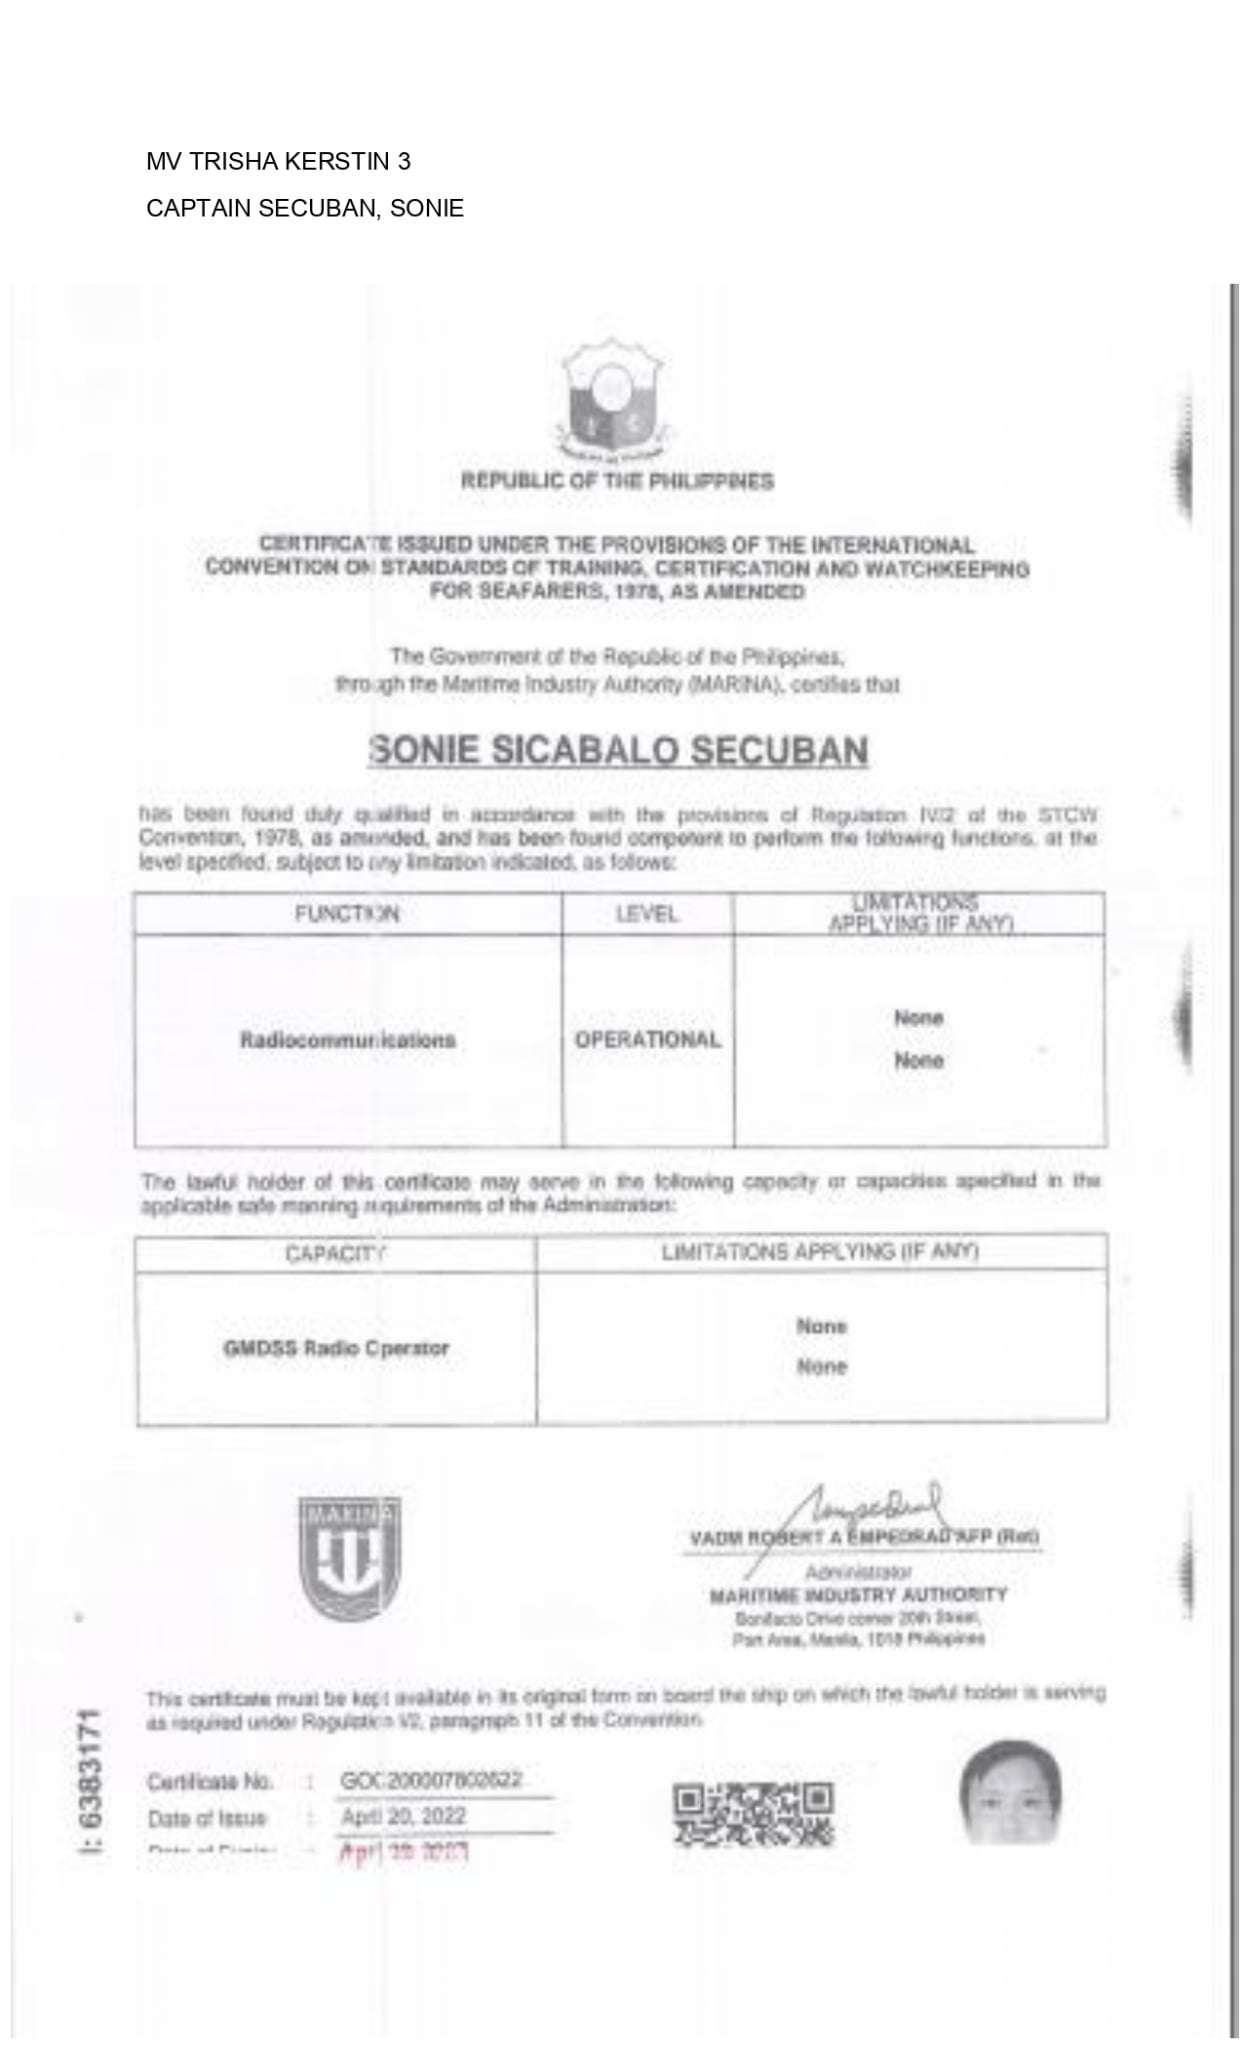 MV TRISHA KERSTIN 3
CAPTAIN SECUBAN, SONIE
REPUBLIC OF THE PHILIPPINES
CERTIFICATE ISSUED UNDER THE PROVISIONS OF THE INTERNATIONAL
CONVENTION ON STANDARDS OF TRAINING, CERTIFICATION AND WATCHKEEPING
FOR SEAFARERS, 1978, AS AMENDED
The Government of the Republic of the Philippines,
through the Maritime Industry Authority (MARINA), certifies that
SONIE SICABALO SECUBAN
has been found duly qualified in accordance with the provisions of Regulation IV/2 of the STCW
Convention, 1978, as amended, and has been found competent to perform the following functions, at the
level specified, subject to any limitation indicated, as follows:
FUNCTION LEVEL LIMITATIONS
APPLYING (IF ANY)
Radiocommunications OPERATIONAL None
None
The lawful holder of this certificate may serve in the following capacity or capacities specified in the
applicable safe manning requirements of the Administration:
CAPACITY LIMITATIONS APPLYING (IF ANY)
GMDSS Radio Operator None
None
MARINA
VADM ROBERT A EMPEDRAD AFP (Ret)
Administrator
MARITIME INDUSTRY AUTHORITY
Bonifacio Drive corner 20th Street,
Port Area, Manila, 1018 Philippines
This certificate must be kept available in its original form on board the ship on which the lawful holder is serving
as required under Regulation I/2, paragraph 11 of the Convention
Certificate No. : GOC200007802622
Date of Issue : April 20, 2022
Date of Expiry :
I: 6383171